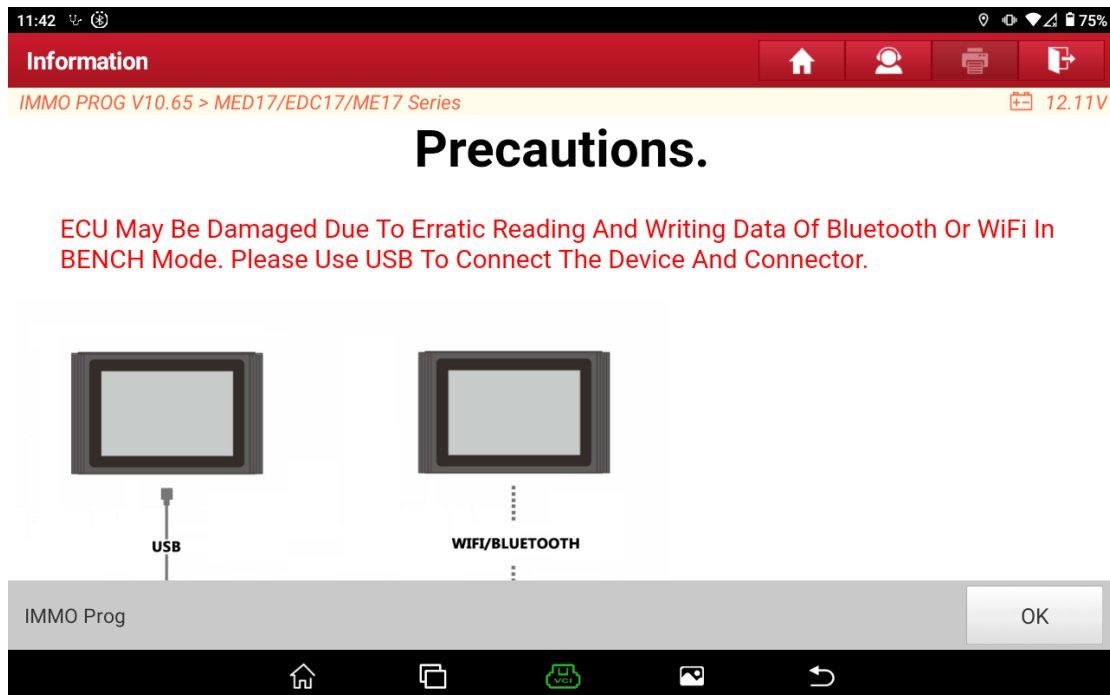 11:42
75%
Information
IMMO PROG V10.65 > MED17/EDC17/ME17 Series
12.11V
Precautions.
ECU May Be Damaged Due To Erratic Reading And Writing Data Of Bluetooth Or WiFi In
BENCH Mode. Please Use USB To Connect The Device And Connector.
USB
WIFI/BLUETOOTH
IMMO Prog
OK
VCI